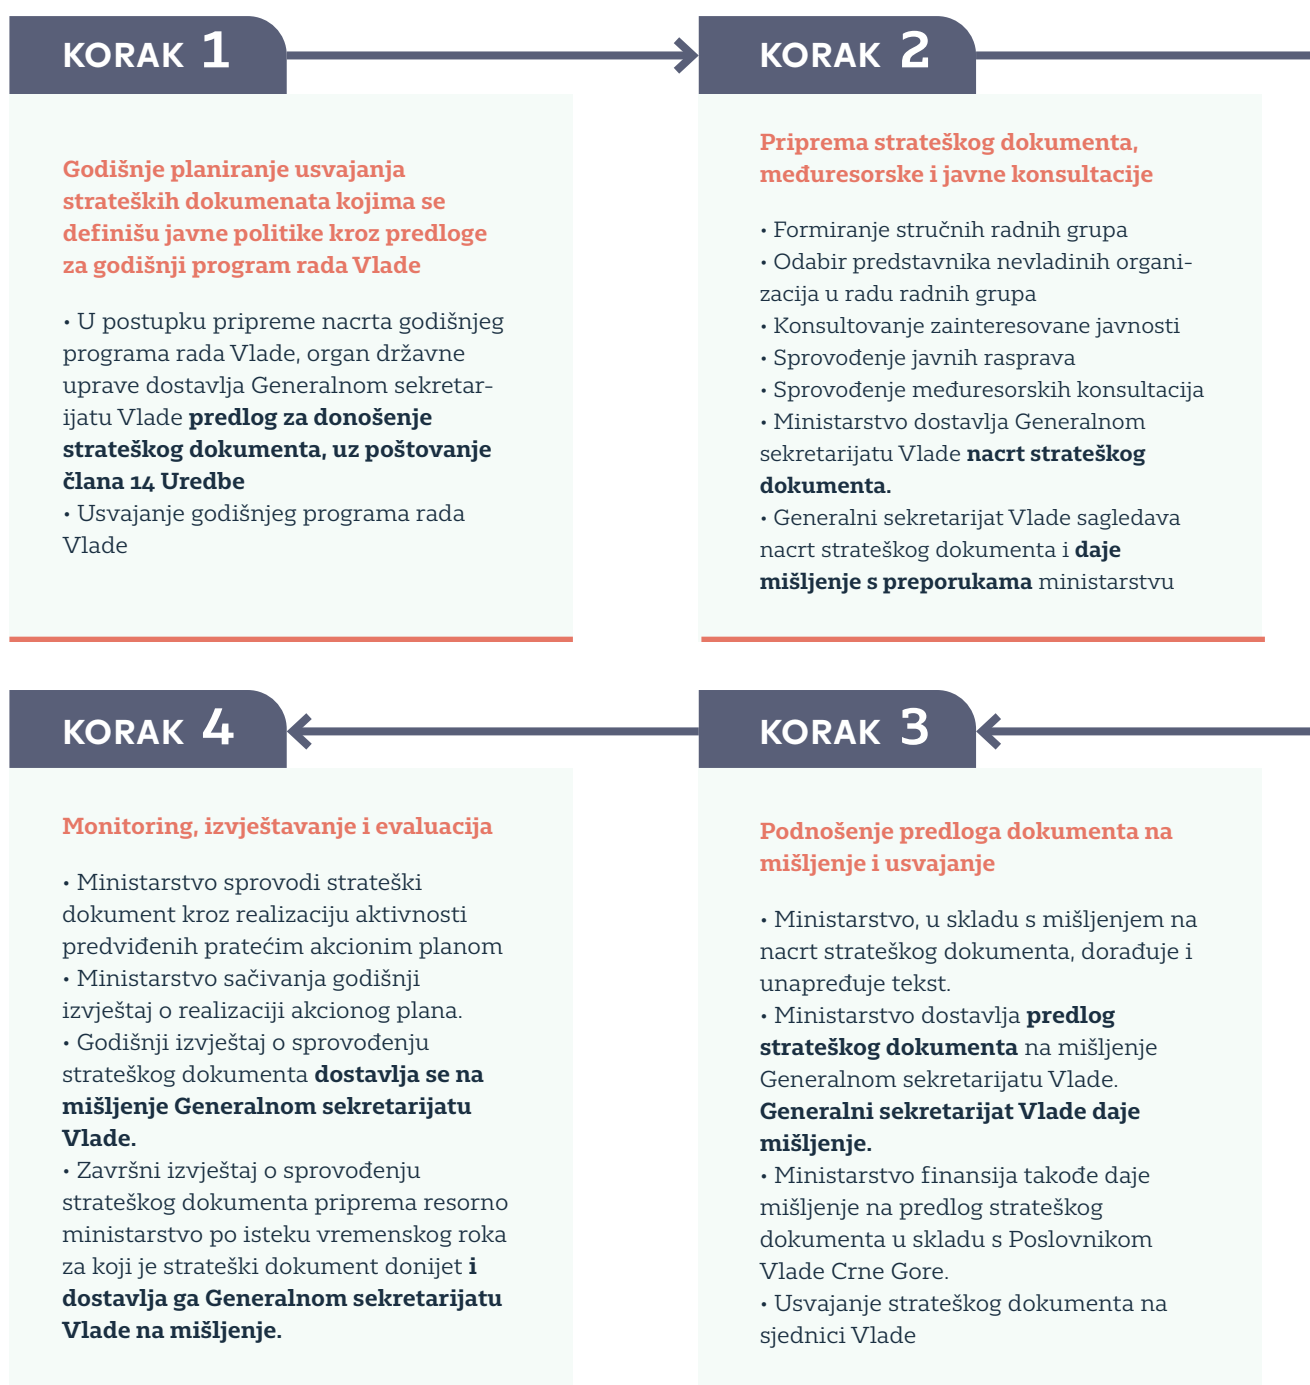 KORAK 1
Godišnje planiranje usvajanja
strateških dokumenata kojima se
definišu javne politike kroz predloge
za godišnji program rada Vlade
• U postupku pripreme nacrta godišnjeg
programa rada Vlade, organ državne
uprave dostavlja Generalnom sekretar-
ijatu Vlade predlog za donošenje
strateškog dokumenta, uz poštovanje
člana 14 Uredbe
• Usvajanje godišnjeg programa rada
Vlade
KORAK 2
Priprema strateškog dokumenta,
međuresorske i javne konsultacije
• Formiranje stručnih radnih grupa
• Odabir predstavnika nevladinih organi-
zacija u radu radnih grupa
• Konsultovanje zainteresovane javnosti
• Sprovođenje javnih rasprava
• Sprovođenje međuresorskih konsultacija
• Ministarstvo dostavlja Generalnom
sekretarijatu Vlade nacrt strateškog
dokumenta.
• Generalni sekretarijat Vlade sagledava
nacrt strateškog dokumenta i daje
mišljenje s preporukama ministarstvu
KORAK 3
Podnošenje predloga dokumenta na
mišljenje i usvajanje
• Ministarstvo, u skladu s mišljenjem na
nacrt strateškog dokumenta, dorađuje i
unapređuje tekst.
• Ministarstvo dostavlja predlog
strateškog dokumenta na mišljenje
Generalnom sekretarijatu Vlade.
Generalni sekretarijat Vlade daje
mišljenje.
• Ministarstvo finansija takođe daje
mišljenje na predlog strateškog
dokumenta u skladu s Poslovnikom
Vlade Crne Gore.
• Usvajanje strateškog dokumenta na
sjednici Vlade
KORAK 4
Monitoring, izvještavanje i evaluacija
• Ministarstvo sprovodi strateški
dokument kroz realizaciju aktivnosti
predviđenih pratećim akcionim planom
• Ministarstvo sačivanja godišnji
izvještaj o realizaciji akcionog plana.
• Godišnji izvještaj o sprovođenju
strateškog dokumenta dostavlja se na
mišljenje Generalnom sekretarijatu
Vlade.
• Završni izvještaj o sprovođenju
strateškog dokumenta priprema resorno
ministarstvo po isteku vremenskog roka
za koji je strateški dokument donijet i
dostavlja ga Generalnom sekretarijatu
Vlade na mišljenje.